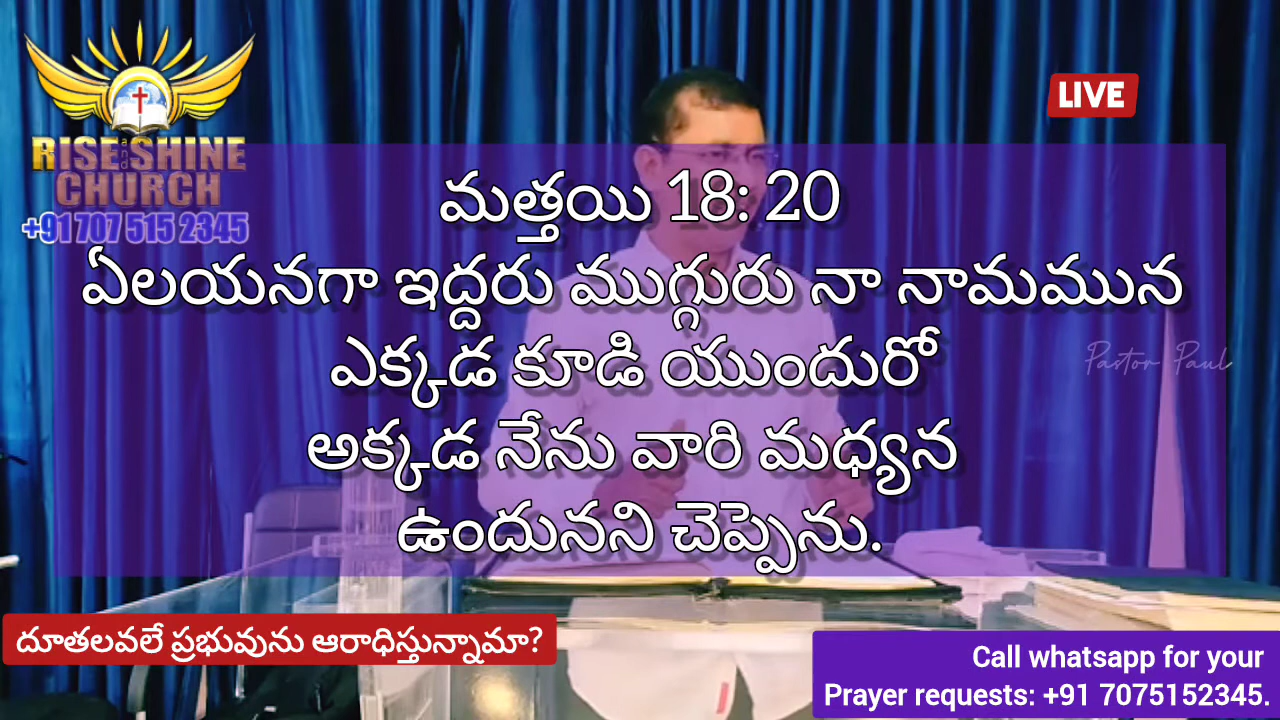 RISE and SHINE
CHURCH
+91 707 515 2345
LIVE
మత్తయి 18: 20
ఏలయనగా ఇద్దరు ముగ్గురు నా నామమున
ఎక్కడ కూడి యుందురో
అక్కడ నేను వారి మధ్యన
ఉందునని చెప్పెను.
Pastor Paul
దూతలవలే ప్రభువును ఆరాధిస్తున్నామా?
Call whatsapp for your
Prayer requests: +91 7075152345.